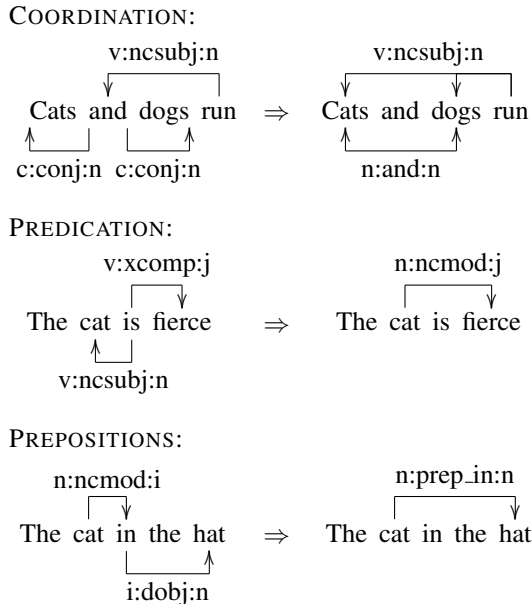 COORDINATION:
v:ncsubj:n v:ncsubj:n
Cats and dogs run ⇒ Cats and dogs run
c:conj:n c:conj:n n:and:n
PREDICATION:
v:xcomp:j n:ncmod:j
The cat is fierce ⇒ The cat is fierce
v:ncsubj:n
PREPOSITIONS:
n:ncmod:i n:prep_in:n
The cat in the hat ⇒ The cat in the hat
i:dobj:n